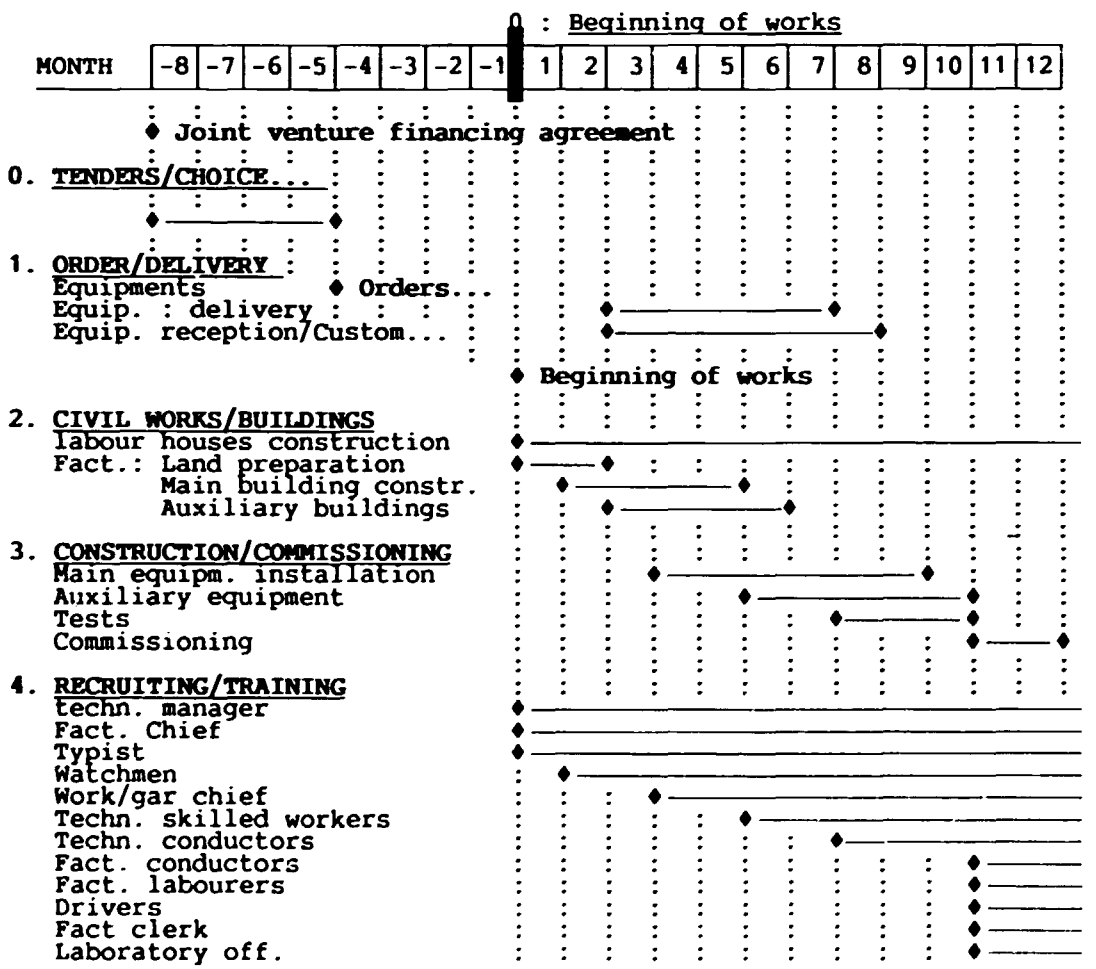 0 : Beginning of works
MONTH -8 -7 -6 -5 -4 -3 -2 -1 1 2 3 4 5 6 7 8 9 10 11 12
Joint venture financing agreement
0. TENDERS/CHOICE...
1. ORDER/DELIVERY
Equipments Orders...
Equip. : delivery
Equip. reception/Custom...
Beginning of works
2. CIVIL WORKS/BUILDINGS
labour houses construction
Fact.: Land preparation
Main building constr.
Auxiliary buildings
3. CONSTRUCTION/COMMISSIONING
Main equipm. installation
Auxiliary equipment
Tests
Commissioning
4. RECRUITING/TRAINING
techn. manager
Fact. Chief
Typist
Watchmen
Work/gar chief
Techn. skilled workers
Techn. conductors
Fact. conductors
Fact. labourers
Drivers
Fact clerk
Laboratory off.